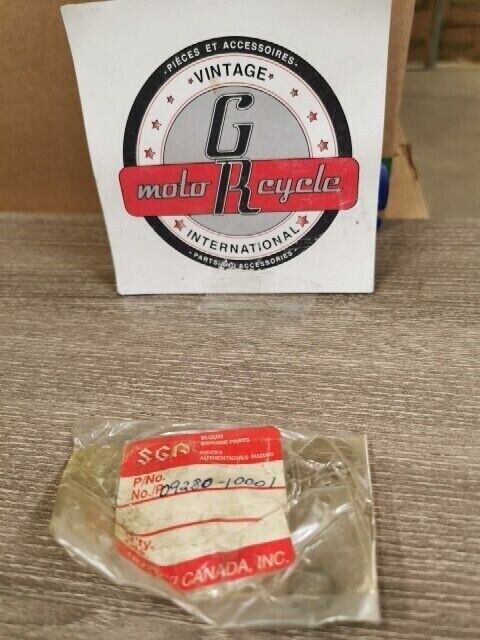 • PIÈCES ET ACCESSOIRES •
VINTAGE
GR
moto cycle
INTERNATIONAL
• PARTS AND ACCESSORIES •
SGP
SUZUKI
GENUINE PARTS
PIÈCES
AUTHENTIQUES SUZUKI
P/No.
No./P 09280-10001
CANADA, INC.